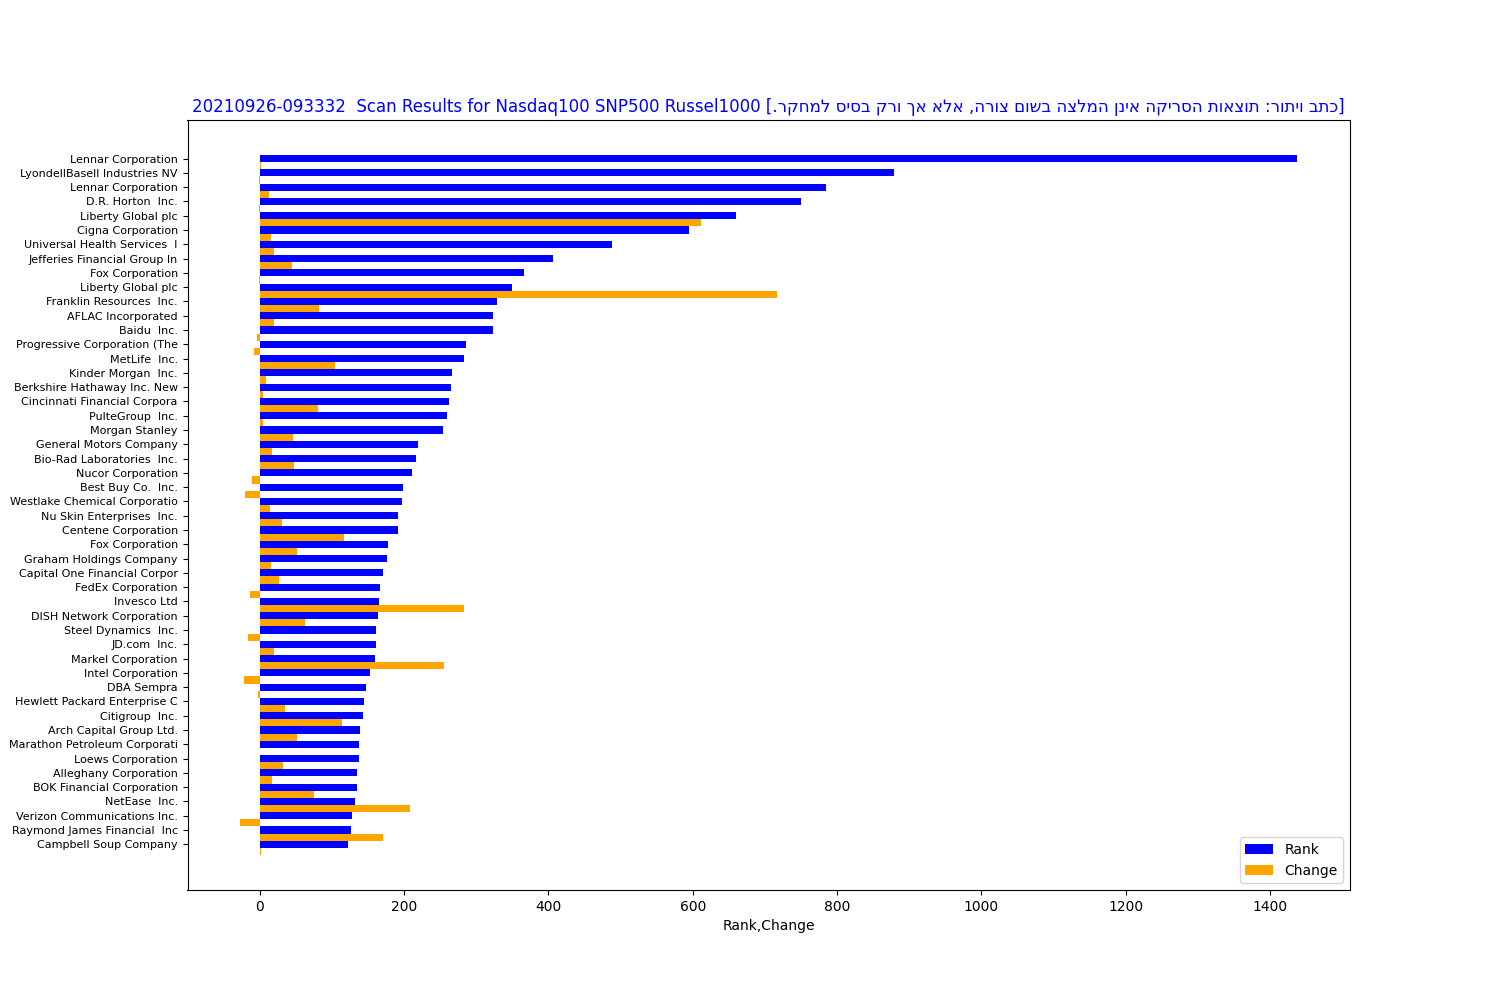 20210926-093332  Scan Results for Nasdaq100 SNP500 Russel1000 [כתב ויתור: תוצאות הסריקה אינן המלצה בשום צורה, אלא אך ורק בסיס למחקר.]
Lennar Corporation
LyondellBasell Industries NV
Lennar Corporation
D.R. Horton  Inc.
Liberty Global plc
Cigna Corporation
Universal Health Services  I
Jefferies Financial Group In
Fox Corporation
Liberty Global plc
Franklin Resources  Inc.
AFLAC Incorporated
Baidu  Inc.
Progressive Corporation (The
MetLife  Inc.
Kinder Morgan  Inc.
Berkshire Hathaway Inc. New
Cincinnati Financial Corpora
PulteGroup  Inc.
Morgan Stanley
General Motors Company
Bio-Rad Laboratories  Inc.
Nucor Corporation
Best Buy Co.  Inc.
Westlake Chemical Corporatio
Nu Skin Enterprises  Inc.
Centene Corporation
Fox Corporation
Graham Holdings Company
Capital One Financial Corpor
FedEx Corporation
Invesco Ltd
DISH Network Corporation
Steel Dynamics  Inc.
JD.com  Inc.
Markel Corporation
Intel Corporation
DBA Sempra
Hewlett Packard Enterprise C
Citigroup  Inc.
Arch Capital Group Ltd.
Marathon Petroleum Corporati
Loews Corporation
Alleghany Corporation
BOK Financial Corporation
NetEase  Inc.
Verizon Communications Inc.
Raymond James Financial  Inc
Campbell Soup Company
Rank
Change
0 200 400 600 800 1000 1200 1400
Rank,Change